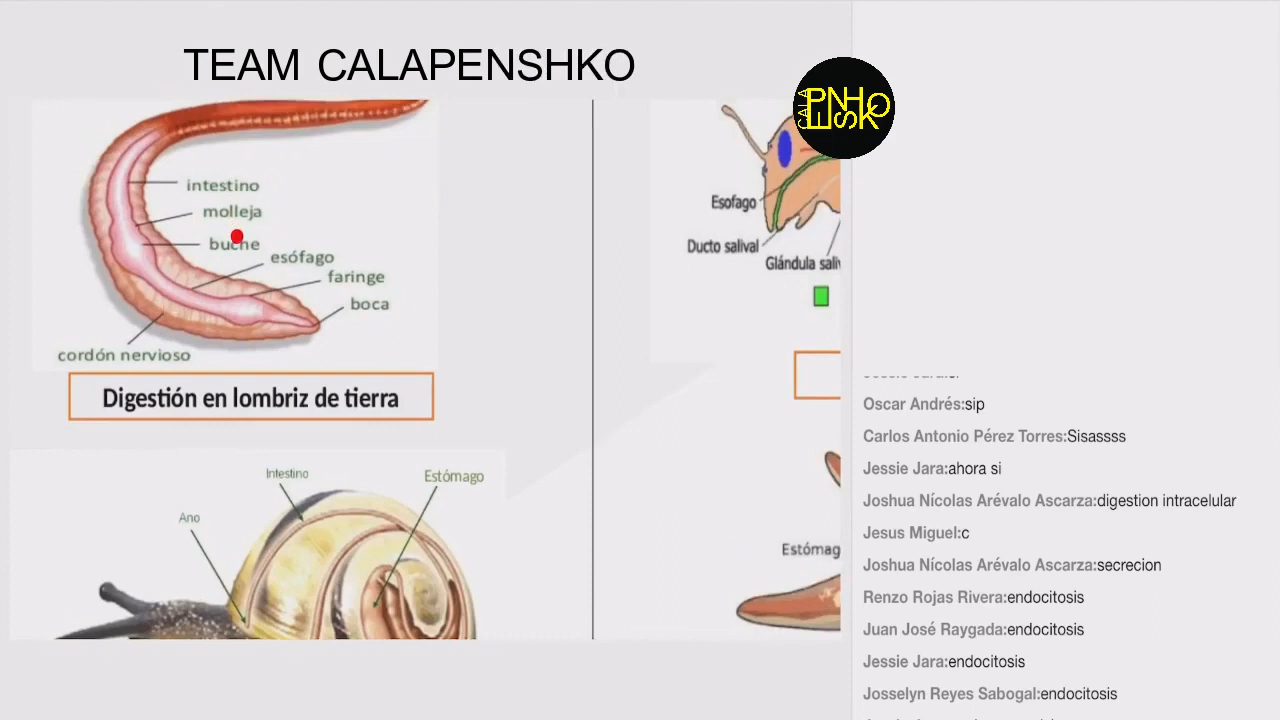 TEAM CALAPENSHKO
CALA
PENHSKO
intestino
molleja
buche
esófago
faringe
boca
cordón nervioso
Digestión en lombriz de tierra
Esofago
Ducto salival
Glándula saliv
Intestino
Estómago
Ano
Estómag
Oscar Andrés:sip
Carlos Antonio Pérez Torres:Sisassss
Jessie Jara:ahora si
Joshua Nícolas Arévalo Ascarza:digestion intracelular
Jesus Miguel:c
Joshua Nícolas Arévalo Ascarza:secrecion
Renzo Rojas Rivera:endocitosis
Juan José Raygada:endocitosis
Jessie Jara:endocitosis
Josselyn Reyes Sabogal:endocitosis